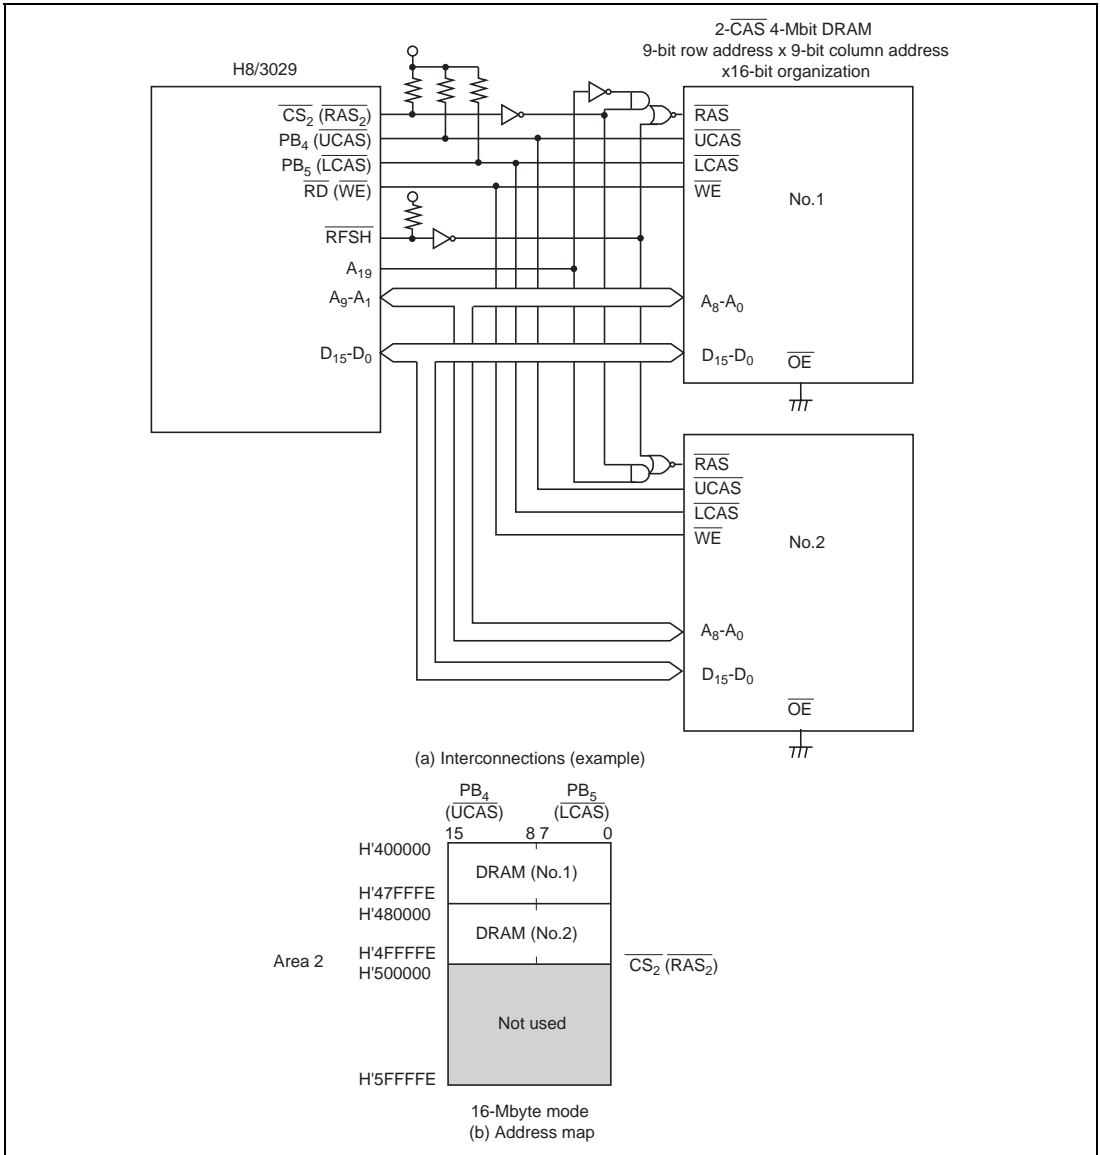 2-CAS 4-Mbit DRAM
9-bit row address x 9-bit column address
x16-bit organization
H8/3029
CS2 (RAS2)
PB4 (UCAS)
PB5 (LCAS)
RD (WE)
RFSH
A19
A9-A1
D15-D0
RAS
UCAS
LCAS
WE
No.1
A8-A0
D15-D0
OE
RAS
UCAS
LCAS
WE
No.2
A8-A0
D15-D0
OE
(a) Interconnections (example)
PB4 PB5
(UCAS) (LCAS)
15 8 7 0
H'400000
DRAM (No.1)
H'47FFFE
H'480000
DRAM (No.2)
H'4FFFFE
Area 2
CS2 (RAS2)
H'500000
Not used
H'5FFFFE
16-Mbyte mode
(b) Address map